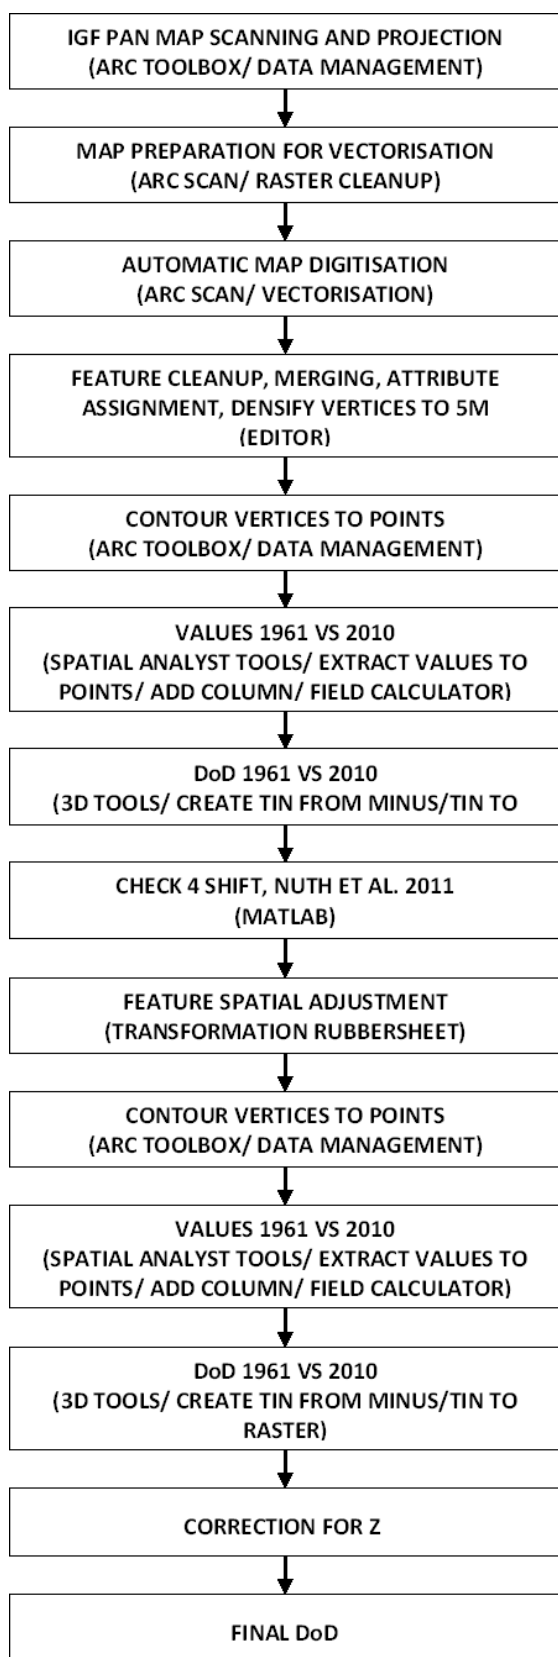 IGF PAN MAP SCANNING AND PROJECTION
(ARC TOOLBOX/ DATA MANAGEMENT)
MAP PREPARATION FOR VECTORISATION
(ARC SCAN/ RASTER CLEANUP)
AUTOMATIC MAP DIGITISATION
(ARC SCAN/ VECTORISATION)
FEATURE CLEANUP, MERGING, ATTRIBUTE
ASSIGNMENT, DENSIFY VERTICES TO 5M
(EDITOR)
CONTOUR VERTICES TO POINTS
(ARC TOOLBOX/ DATA MANAGEMENT)
VALUES 1961 VS 2010
(SPATIAL ANALYST TOOLS/ EXTRACT VALUES TO
POINTS/ ADD COLUMN/ FIELD CALCULATOR)
DoD 1961 VS 2010
(3D TOOLS/ CREATE TIN FROM MINUS/TIN TO
CHECK 4 SHIFT, NUTH ET AL. 2011
(MATLAB)
FEATURE SPATIAL ADJUSTMENT
(TRANSFORMATION RUBBERSHEET)
CONTOUR VERTICES TO POINTS
(ARC TOOLBOX/ DATA MANAGEMENT)
VALUES 1961 VS 2010
(SPATIAL ANALYST TOOLS/ EXTRACT VALUES TO
POINTS/ ADD COLUMN/ FIELD CALCULATOR)
DoD 1961 VS 2010
(3D TOOLS/ CREATE TIN FROM MINUS/TIN TO
RASTER)
CORRECTION FOR Z
FINAL DoD